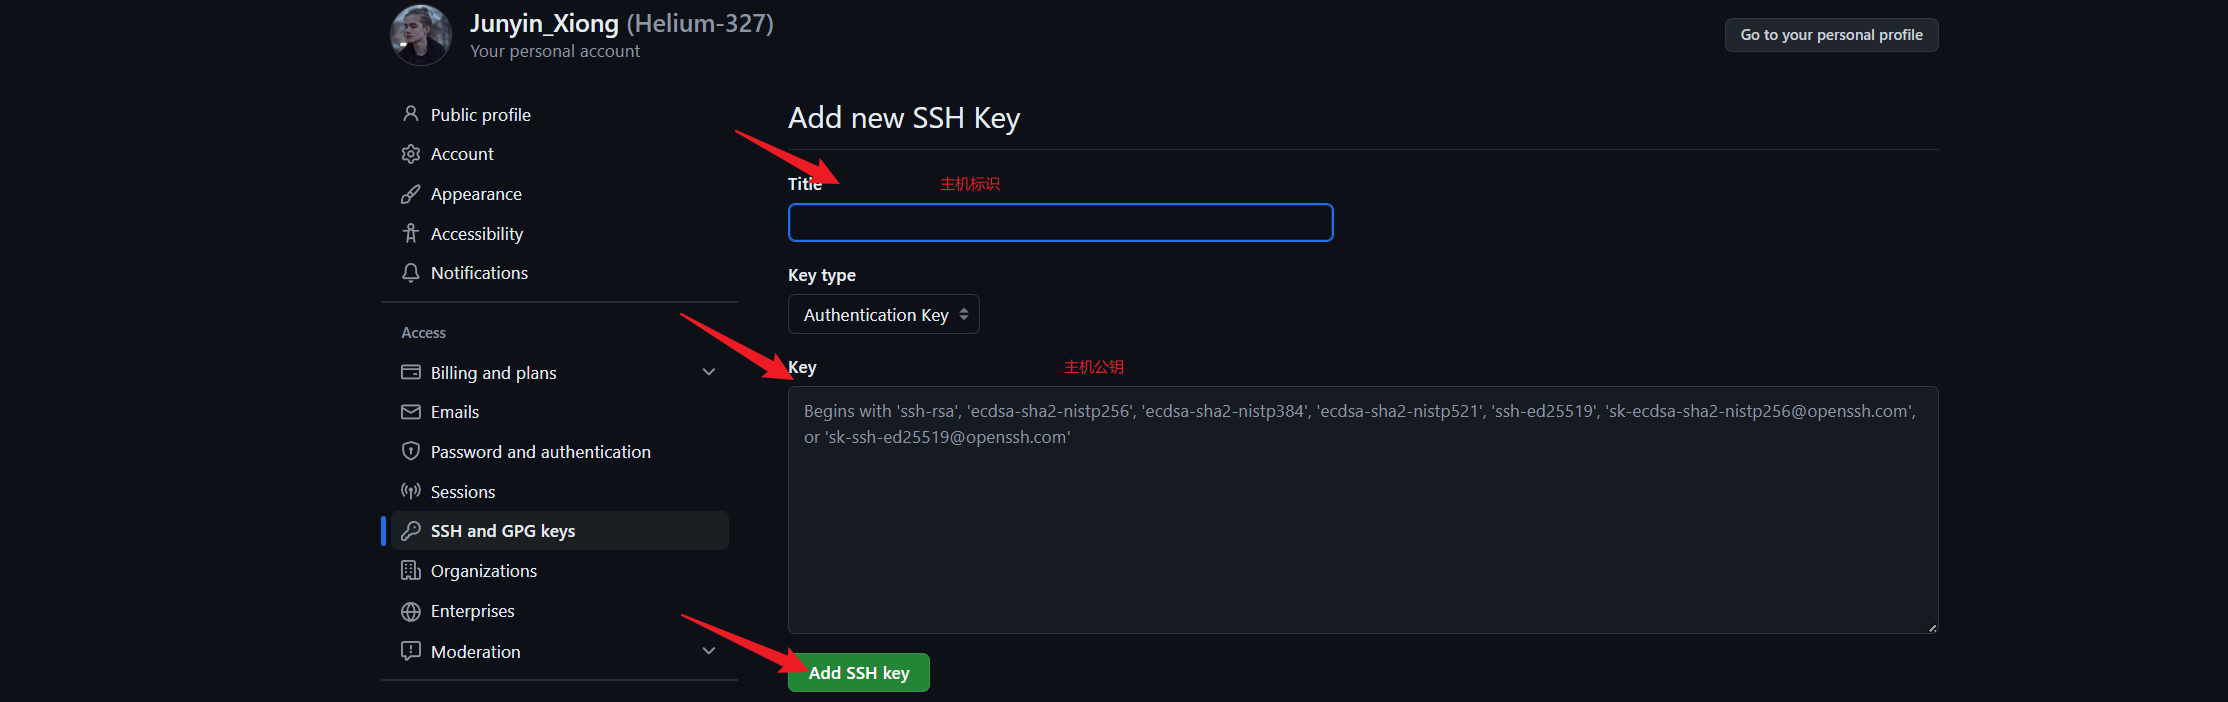 Junyin_Xiong (Helium-327)
Your personal account
Go to your personal profile
Public profile
Account
Appearance
Accessibility
Notifications
Access
Billing and plans
Emails
Password and authentication
Sessions
SSH and GPG keys
Organizations
Enterprises
Moderation
Add new SSH Key
Title 主机标识
Key type
Authentication Key
Key 主机公钥
Begins with 'ssh-rsa', 'ecdsa-sha2-nistp256', 'ecdsa-sha2-nistp384', 'ecdsa-sha2-nistp521', 'ssh-ed25519', 'sk-ecdsa-sha2-nistp256@openssh.com',
or 'sk-ssh-ed25519@openssh.com'
Add SSH key